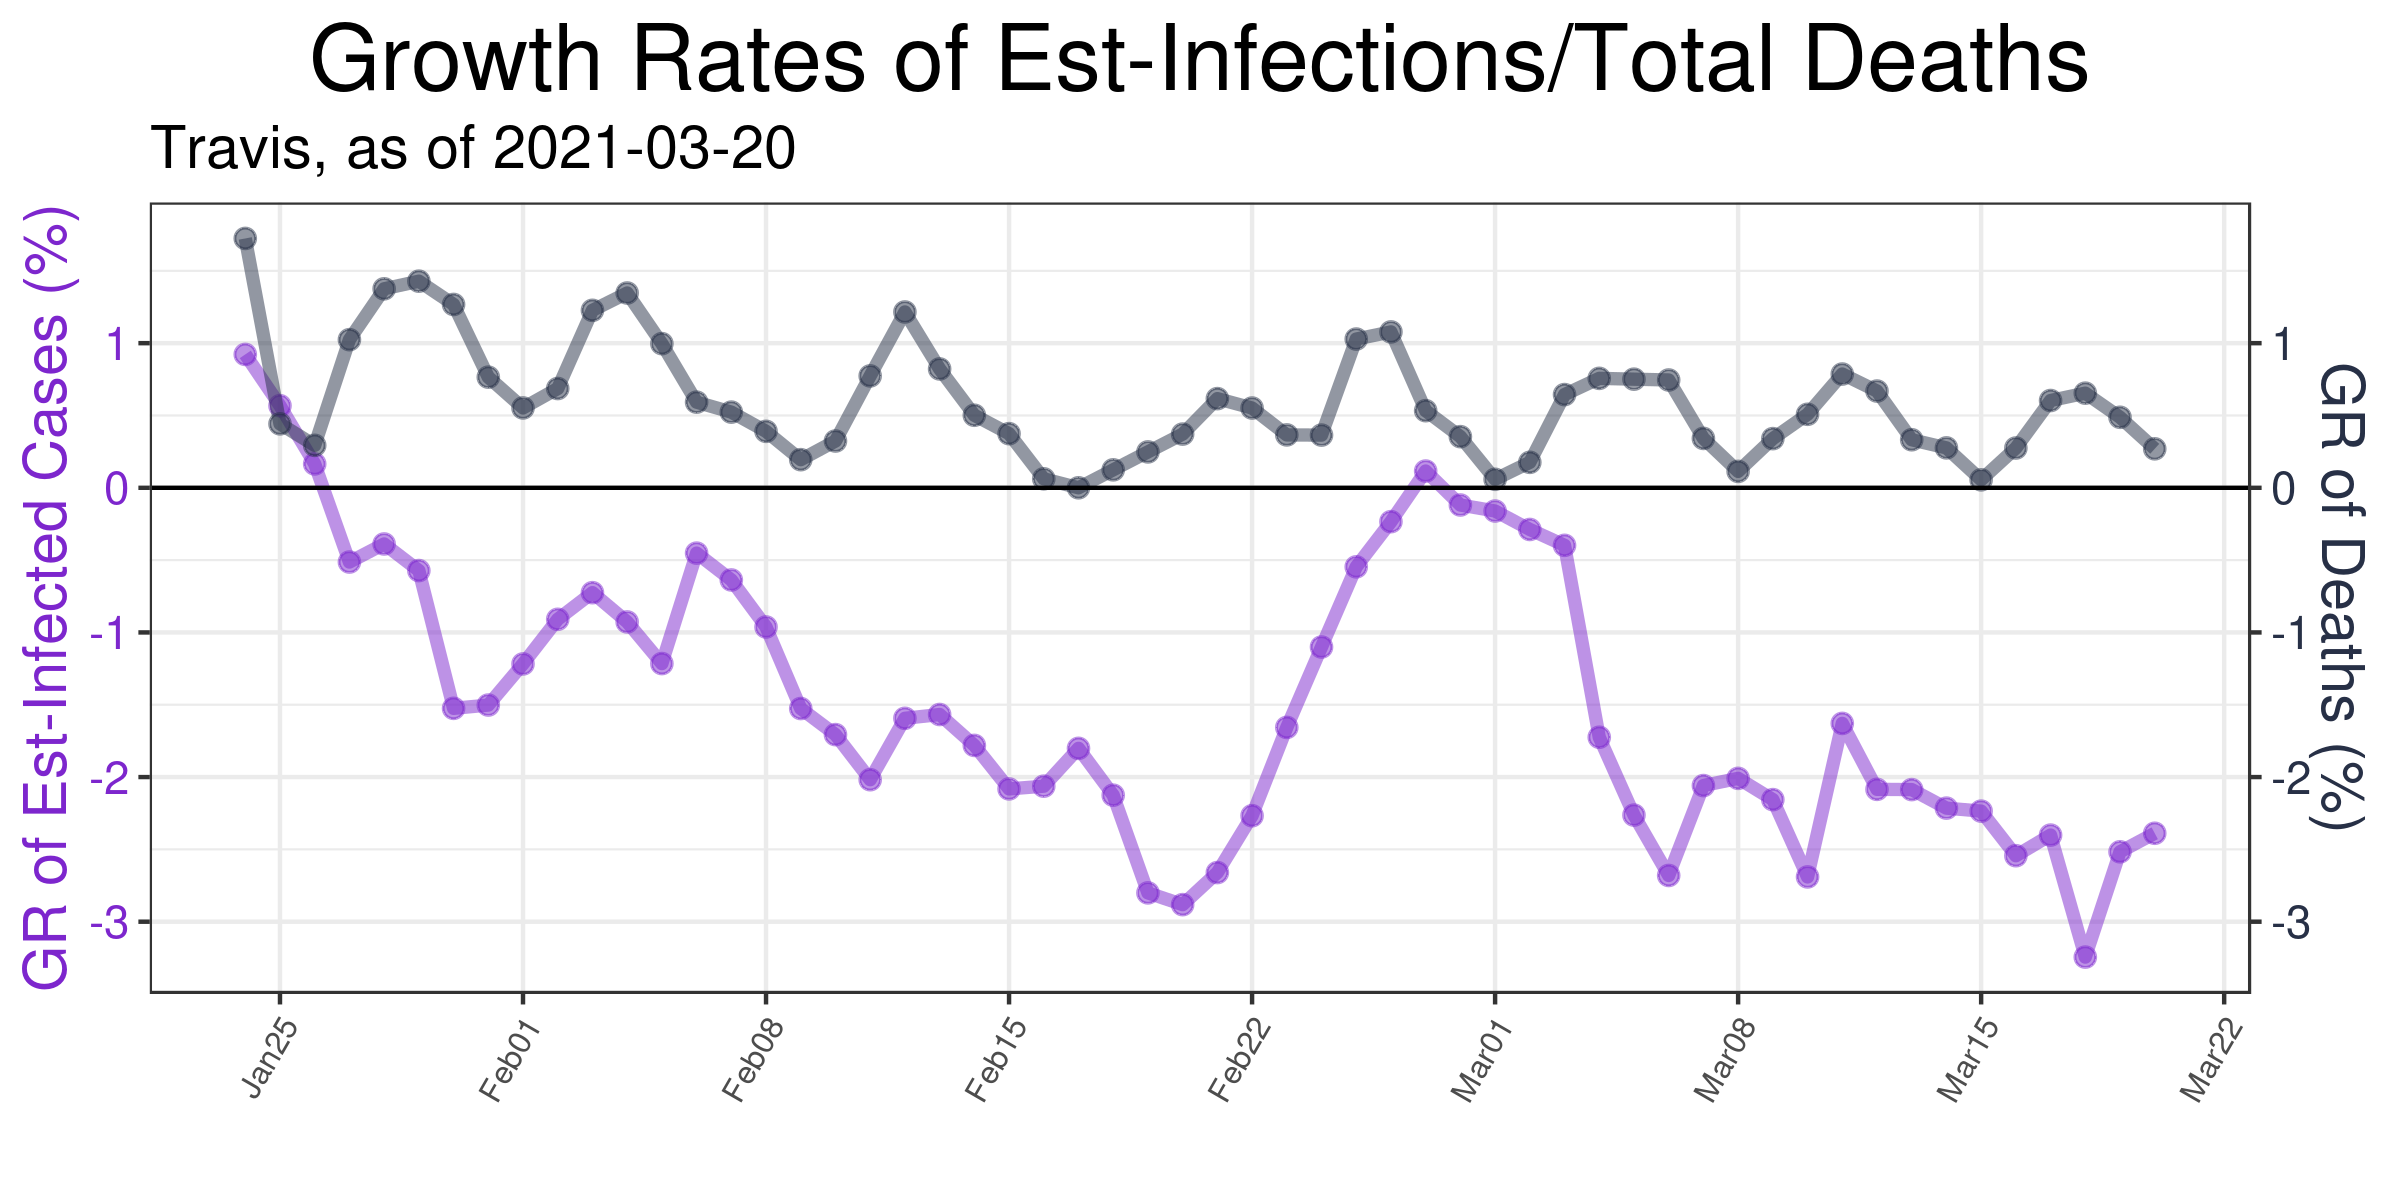 Growth Rates of Est-Infections/Total Deaths
Travis, as of 2021-03-20
GR of Est-Infected Cases (%)
1
0
-1
-2
-3
1
0
-1
-2
-3
GR of Deaths (%)
Jan25
Feb01
Feb08
Feb15
Feb22
Mar01
Mar08
Mar15
Mar22